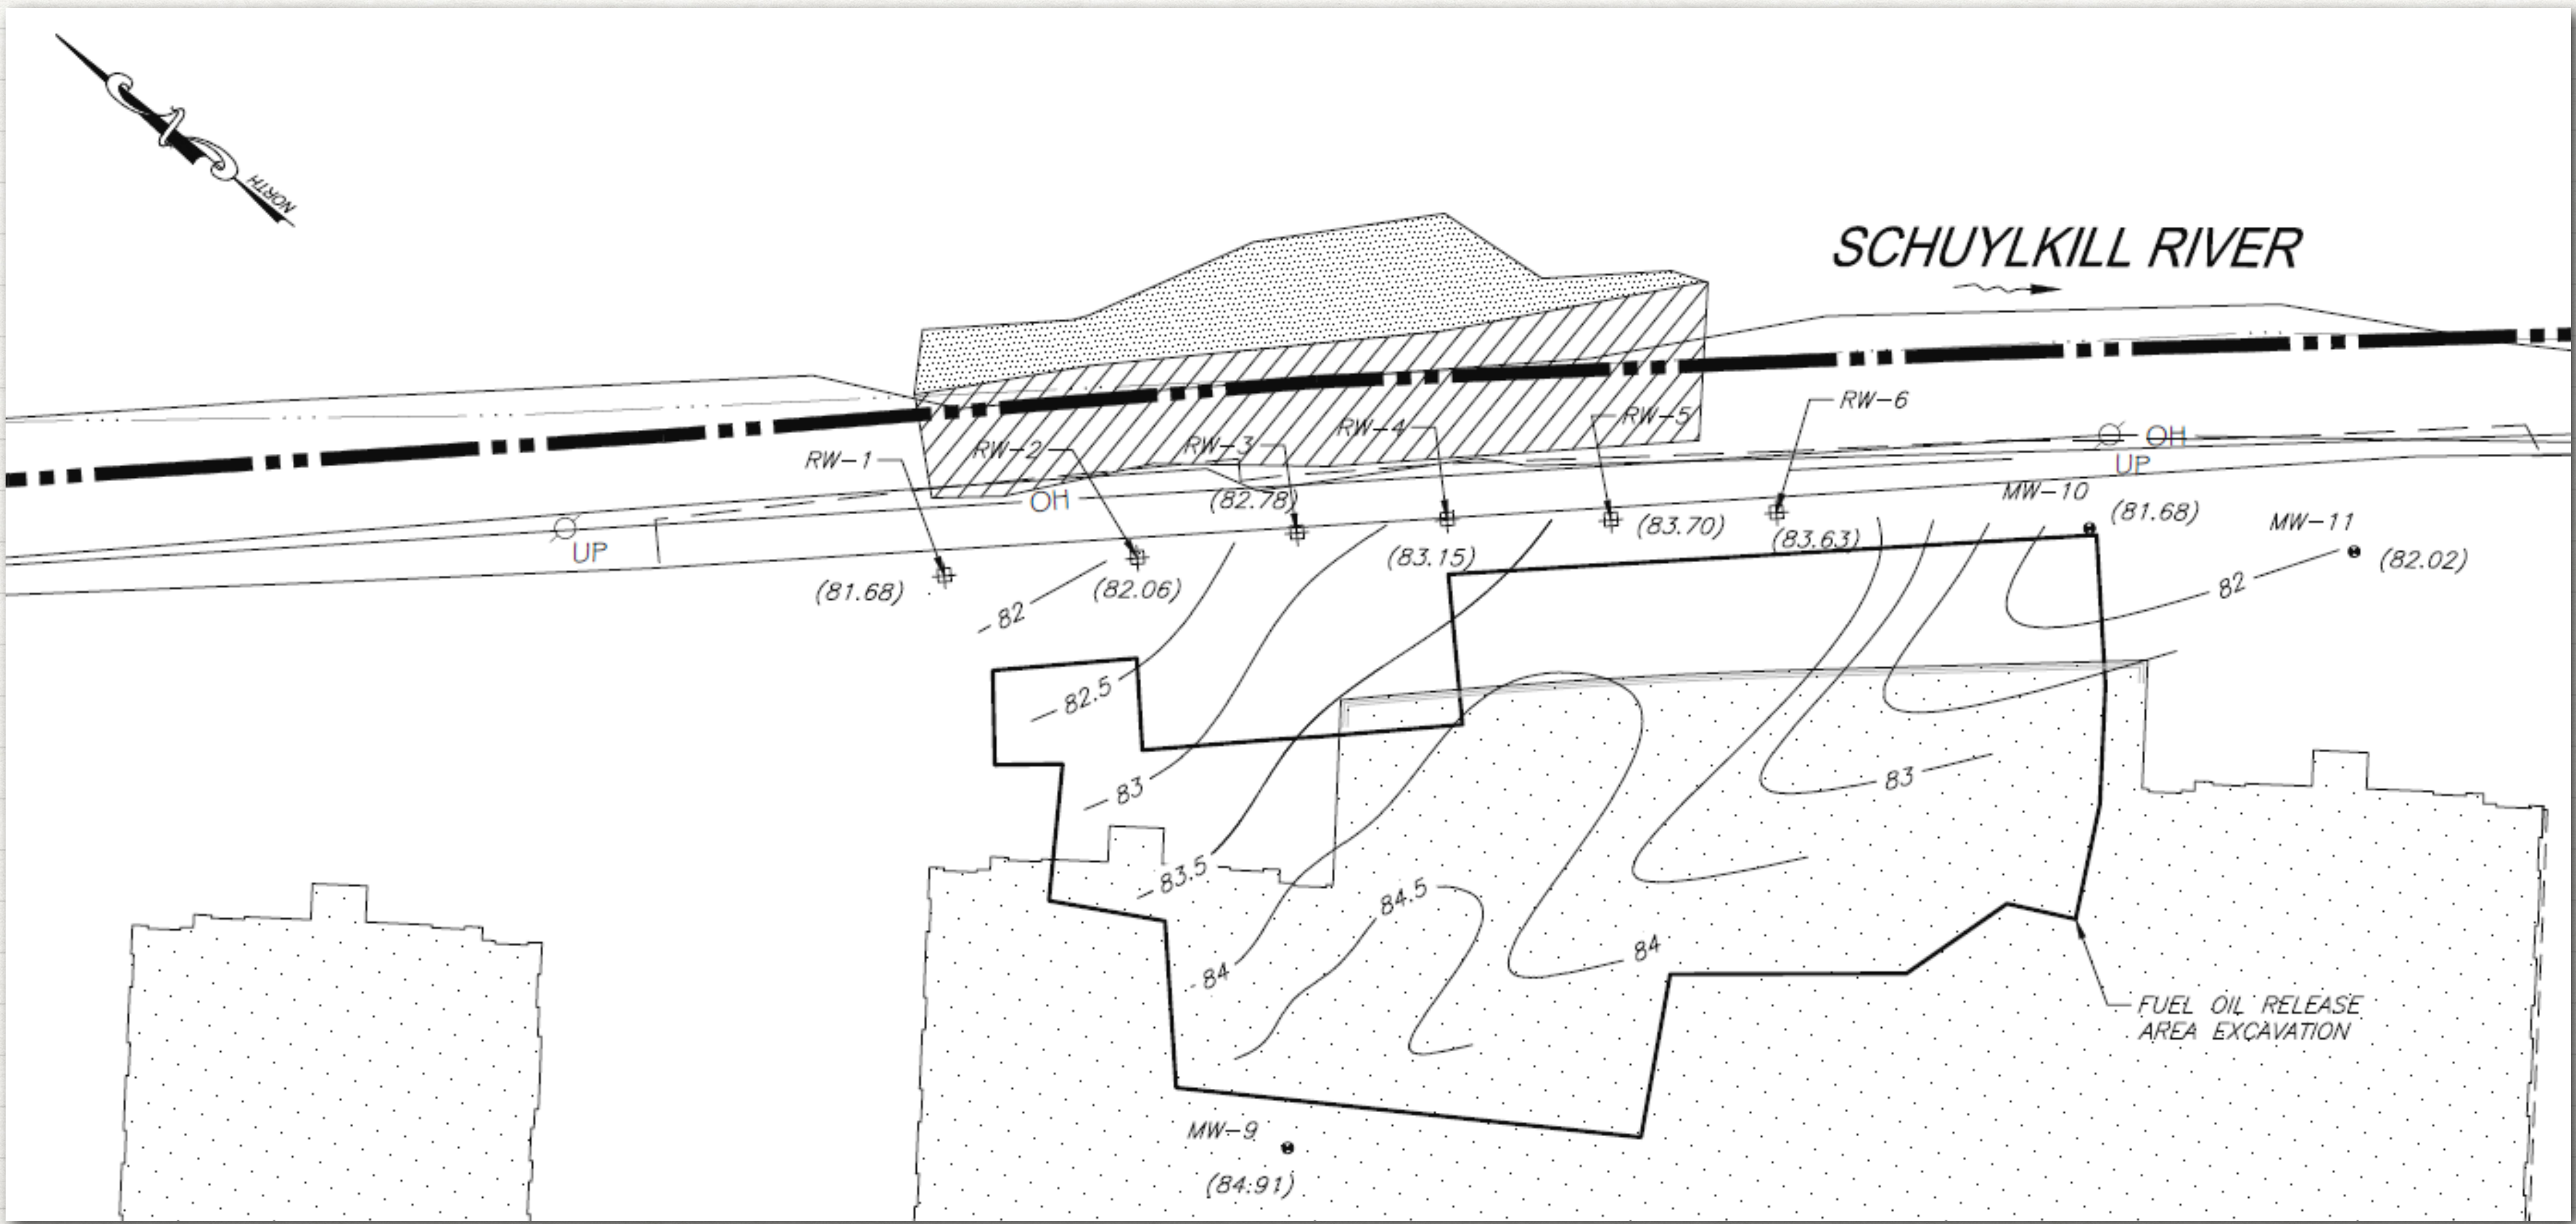 NORTH
SCHUYLKILL RIVER
RW-1
RW-2
RW-3
RW-4
RW-5
RW-6
OH
UP
OH
UP
MW-10
(81.68)
MW-11
(82.02)
(81.68)
(82.06)
(82.78)
(83.15)
(83.70)
(83.63)
82
82
82.5
83
83
83.5
84
84.5
84
FUEL OIL RELEASE
AREA EXCAVATION
MW-9
(84.91)